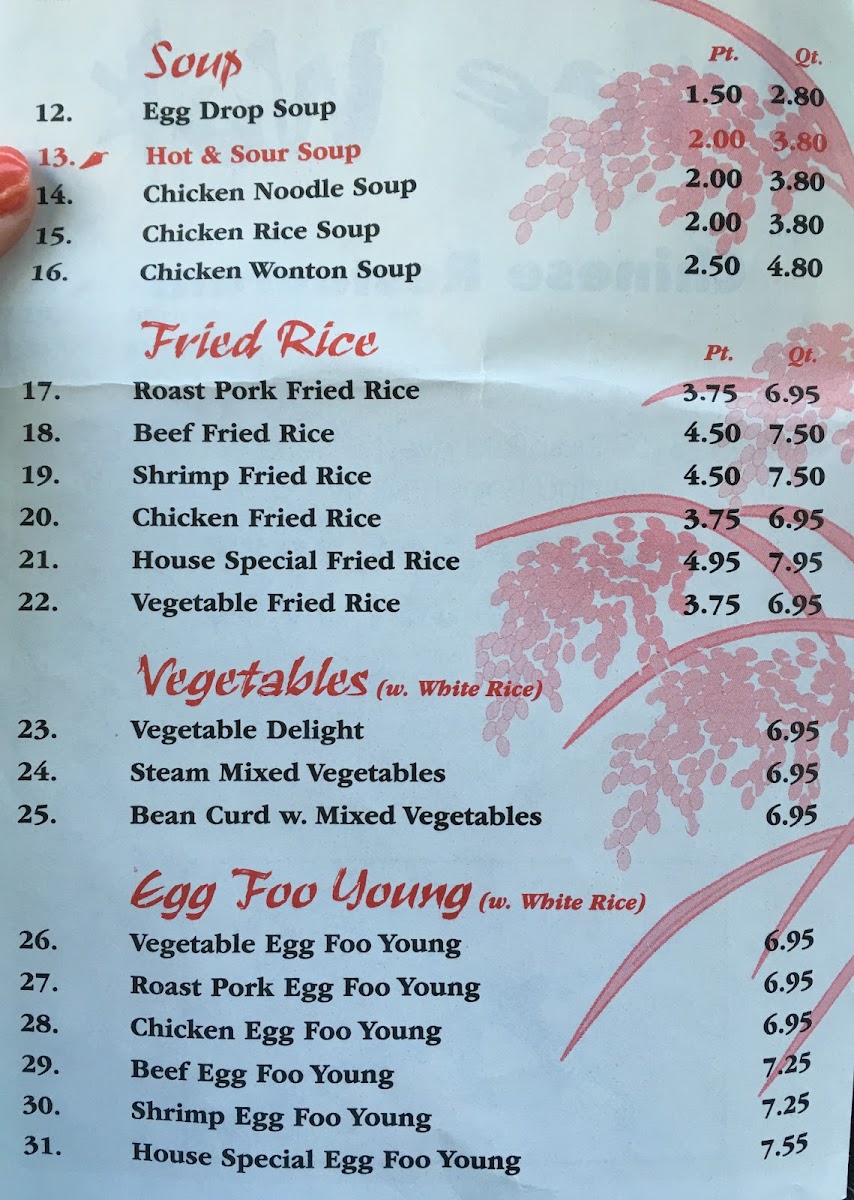 Soup Pt. Qt.
12. Egg Drop Soup 1.50 2.80
13. Hot & Sour Soup 2.00 3.80
14. Chicken Noodle Soup 2.00 3.80
15. Chicken Rice Soup 2.00 3.80
16. Chicken Wonton Soup 2.50 4.80
Fried Rice Pt. Qt.
17. Roast Pork Fried Rice 3.75 6.95
18. Beef Fried Rice 4.50 7.50
19. Shrimp Fried Rice 4.50 7.50
20. Chicken Fried Rice 3.75 6.95
21. House Special Fried Rice 4.95 7.95
22. Vegetable Fried Rice 3.75 6.95
Vegetables (w. White Rice)
23. Vegetable Delight 6.95
24. Steam Mixed Vegetables 6.95
25. Bean Curd w. Mixed Vegetables 6.95
Egg Foo Young (w. White Rice)
26. Vegetable Egg Foo Young 6.95
27. Roast Pork Egg Foo Young 6.95
28. Chicken Egg Foo Young 6.95
29. Beef Egg Foo Young 7.25
30. Shrimp Egg Foo Young 7.25
31. House Special Egg Foo Young 7.55